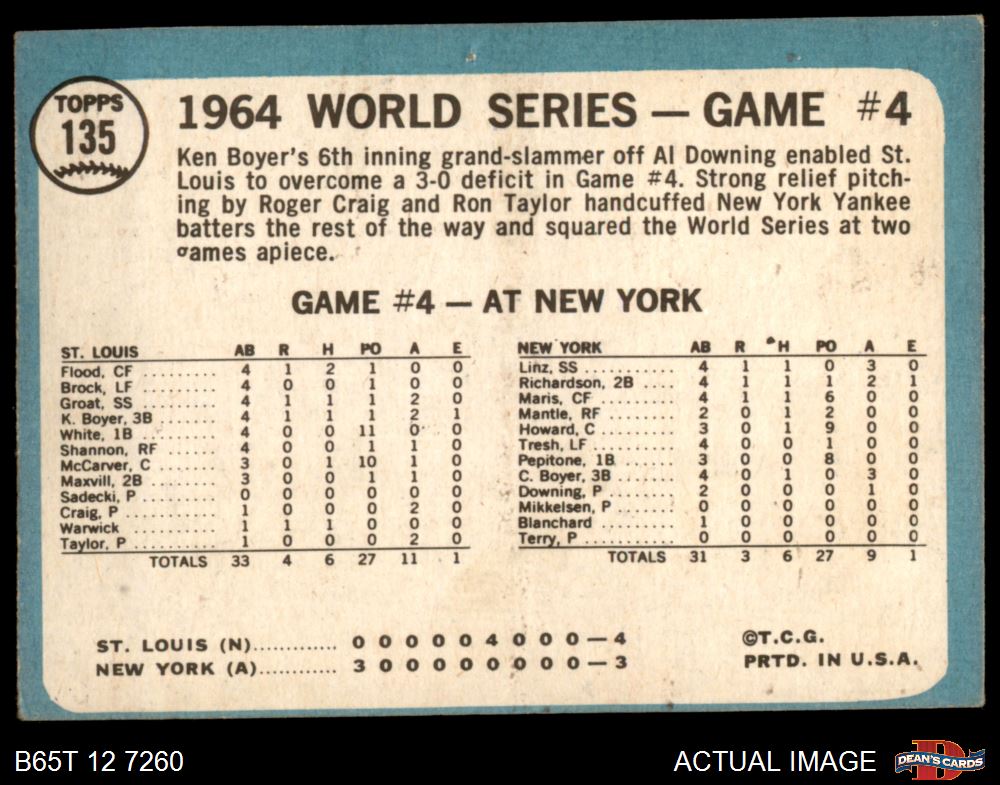 TOPPS
135
1964 WORLD SERIES — GAME #4
Ken Boyer's 6th inning grand-slammer off Al Downing enabled St.
Louis to overcome a 3-0 deficit in Game #4. Strong relief pitch-
ing by Roger Craig and Ron Taylor handcuffed New York Yankee
batters the rest of the way and squared the World Series at two
games apiece.
GAME #4 — AT NEW YORK
ST. LOUIS AB R H PO A E
Flood, CF .......... 4 1 2 1 0 0
Brock, LF .......... 4 0 0 1 0 0
Groat, SS .......... 4 1 1 1 2 0
K. Boyer, 3B ........ 4 1 1 1 2 1
White, 1B .......... 4 0 0 11 0 0
Shannon, RF ........ 4 0 0 1 1 0
McCarver, C ........ 3 0 1 10 1 0
Maxvill, 2B ......... 3 0 0 1 1 0
Sadecki, P .......... 0 0 0 0 0 0
Craig, P ............ 1 0 0 0 2 0
Warwick ............ 1 1 1 0 0 0
Taylor, P ........... 1 0 0 0 2 0
TOTALS 33 4 6 27 11 1
NEW YORK AB R H PO A E
Linz, SS ............ 4 1 1 0 3 0
Richardson, 2B .... 4 1 1 1 2 1
Maris, CF .......... 4 1 1 6 0 0
Mantle, RF ......... 2 0 1 2 0 0
Howard, C .......... 3 0 1 9 0 0
Tresh, LF .......... 4 0 0 1 0 0
Pepitone, 1B ....... 3 0 0 8 0 0
C. Boyer, 3B ........ 4 0 1 0 3 0
Downing, P ......... 2 0 0 0 1 0
Mikkelsen, P ....... 0 0 0 0 0 0
Blanchard .......... 1 0 0 0 0 0
Terry, P ............ 0 0 0 0 0 0
TOTALS 31 3 6 27 9 1
ST. LOUIS (N)............. 0 0 0 0 0 4 0 0 0 — 4
NEW YORK (A)............ 3 0 0 0 0 0 0 0 0 — 3
©T.C.G.
PRTD. IN U.S.A.
B65T 12 7260
ACTUAL IMAGE
DEAN'S CARDS